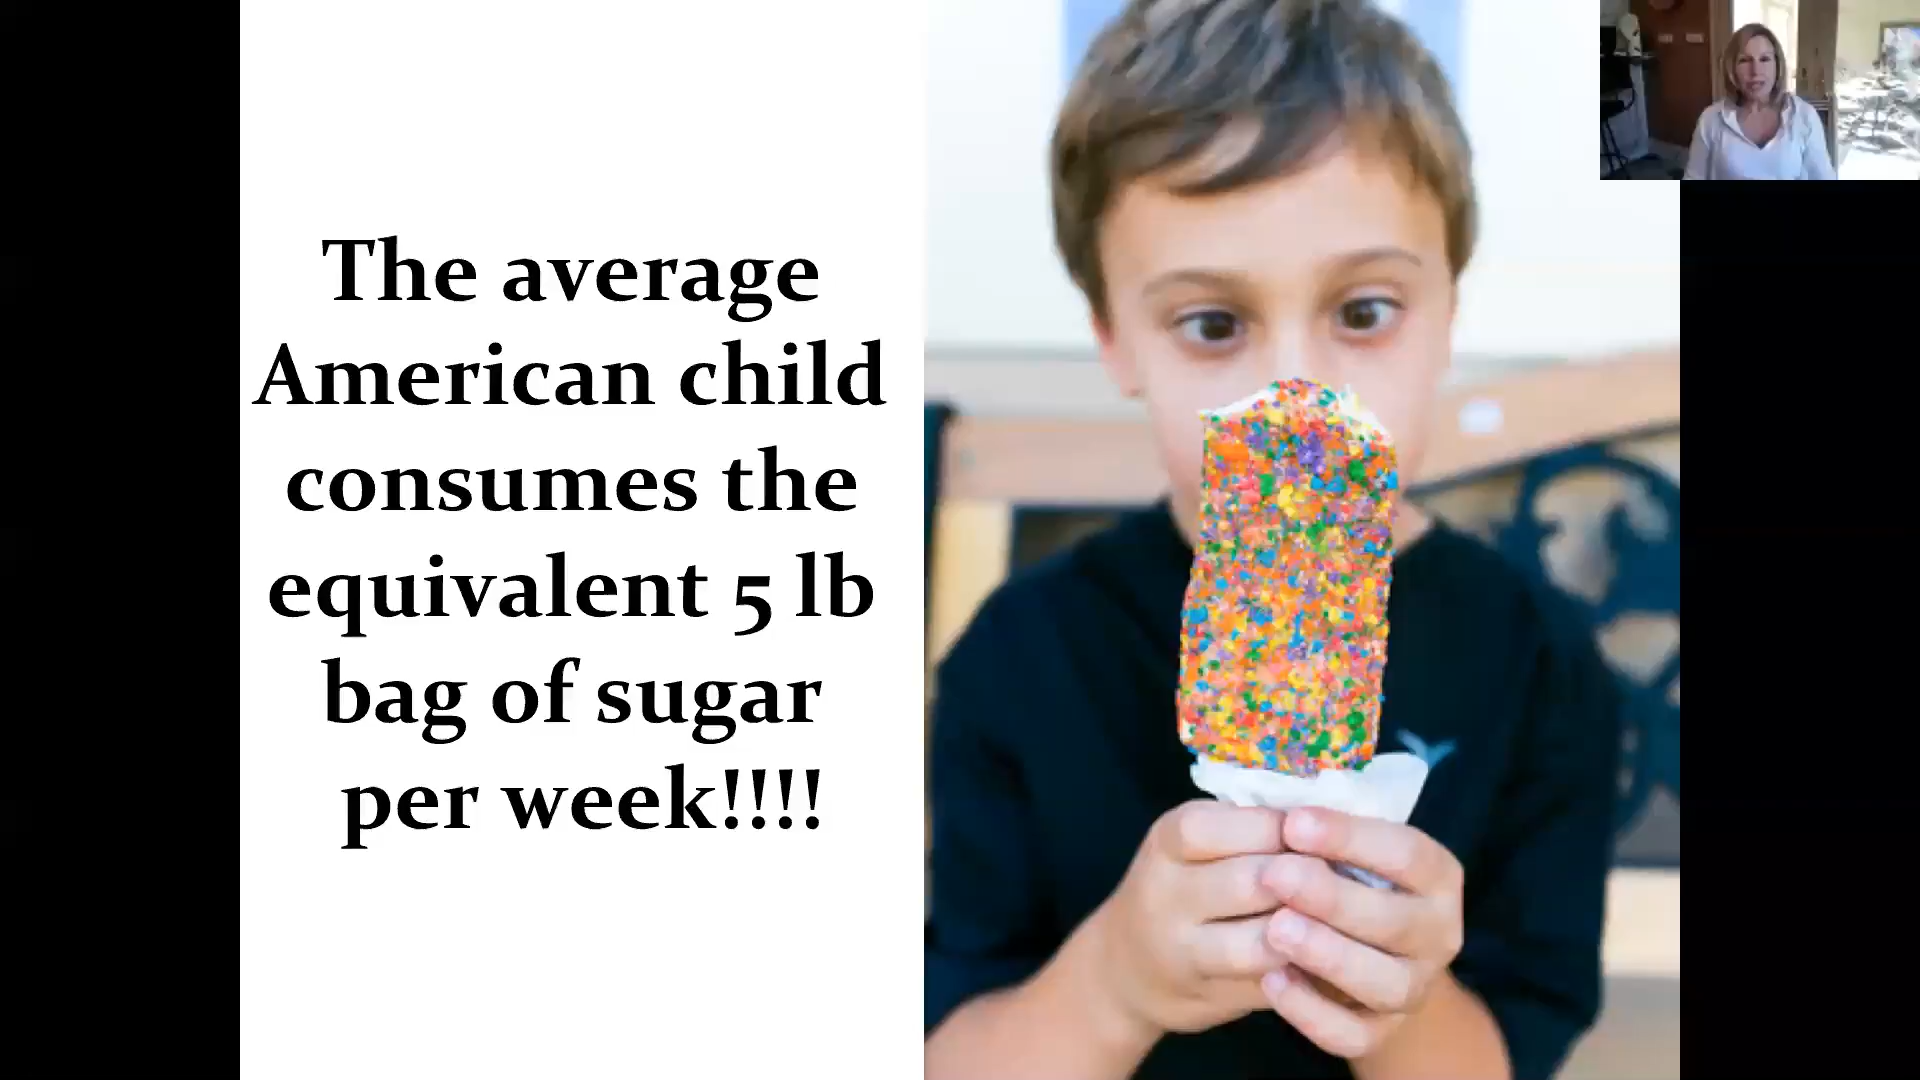 The average
American child
consumes the
equivalent 5 lb
bag of sugar
per week!!!!